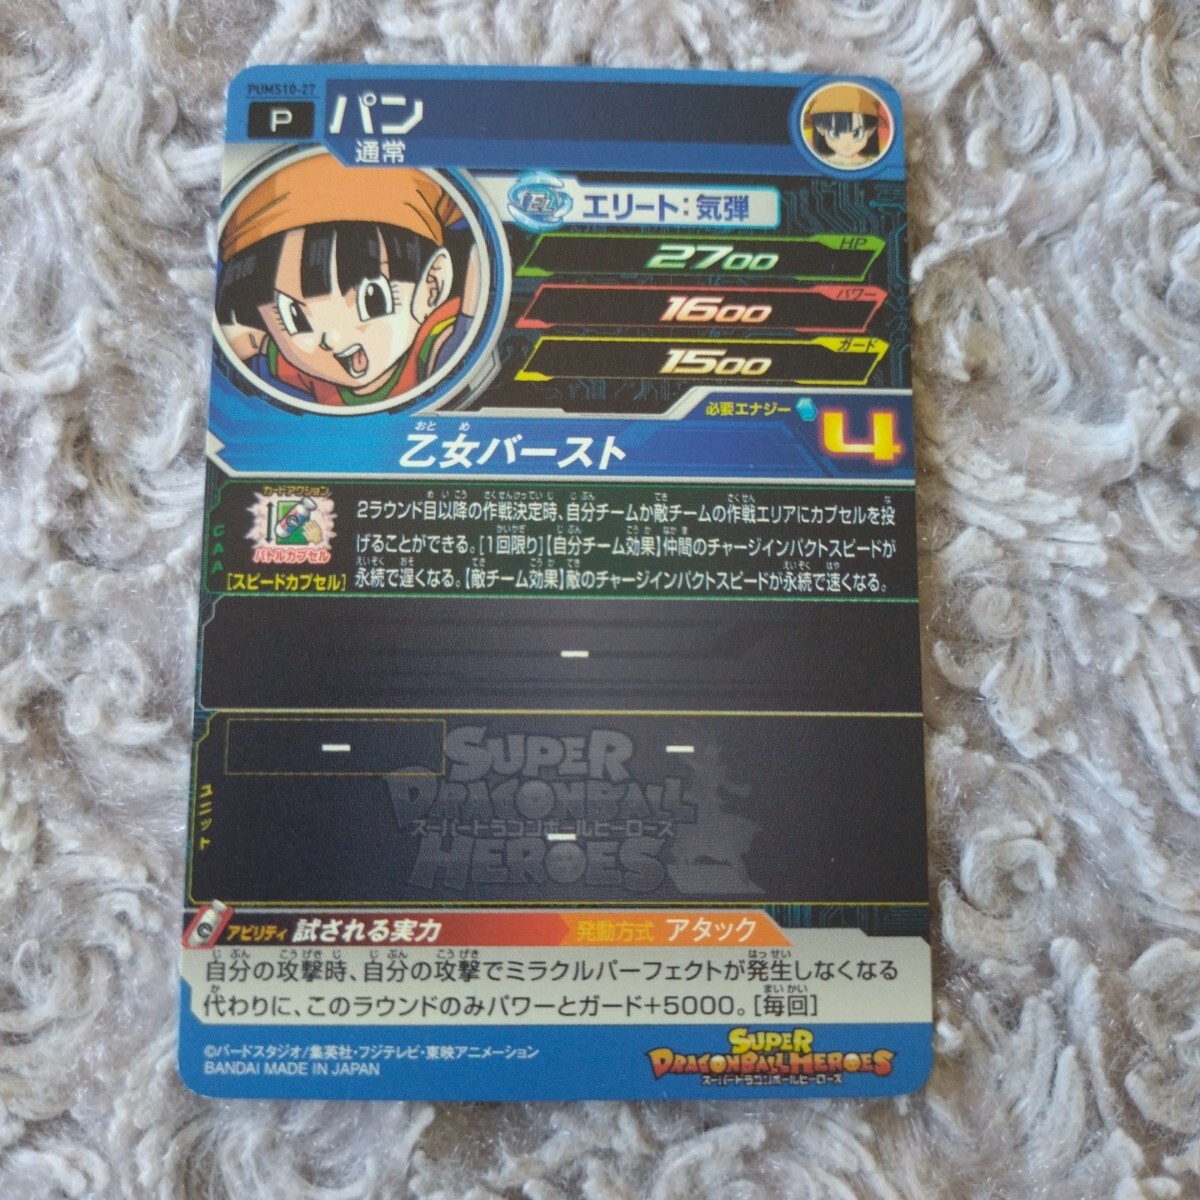 PUMS10-27
P
パン
通常
EL
エリート:気弾
HP
2700
パワー
1600
ガード
1500
必要エナジー
4
おとめ
乙女バースト
CAA
カードアクション
バトルカプセル
[スピードカプセル]
2ラウンド目以降の作戦決定時、自分チームか敵チームの作戦エリアにカプセルを投
げることができる。[1回限り]【自分チーム効果】仲間のチャージインパクトスピードが
永続で遅くなる。【敵チーム効果】敵のチャージインパクトスピードが永続で速くなる。
ー
ユニット
ー
ー
ー
SUPER
DRAGONBALL
スーパードラゴンボールヒーローズ
HEROES
アビリティ 試される実力
発動方式 アタック
自分の攻撃時、自分の攻撃でミラクルパーフェクトが発生しなくなる
代わりに、このラウンドのみパワーとガード+5000。[毎回]
©バードスタジオ/集英社・フジテレビ・東映アニメーション
BANDAI MADE IN JAPAN
SUPER
DRAGONBALL HEROES
スーパードラゴンボールヒーローズ